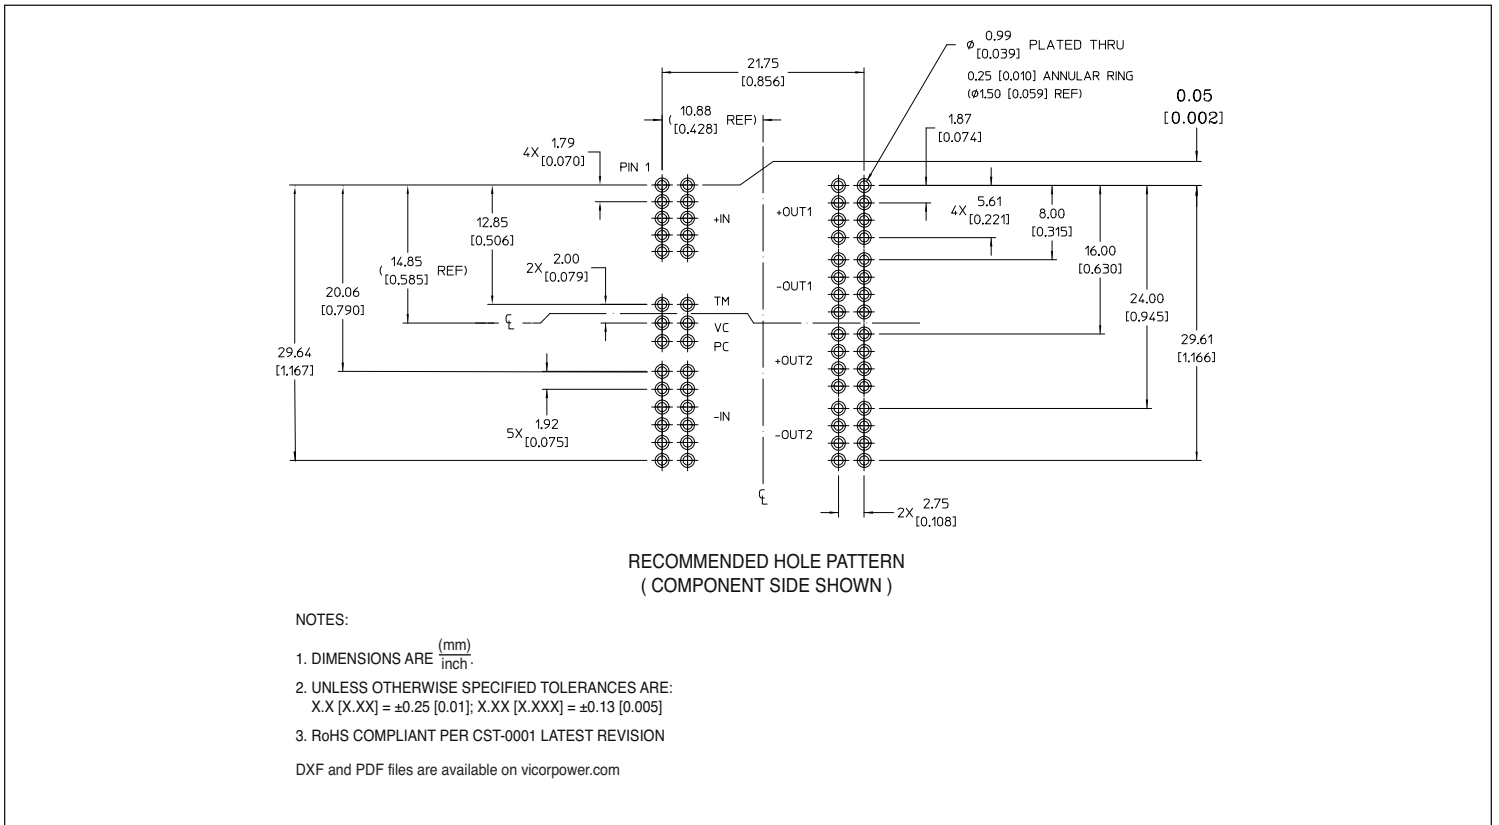 Ø 0.99 [0.039] PLATED THRU
0.25 [0.010] ANNULAR RING
(Ø1.50 [0.059] REF)
21.75
[0.856]
0.05
[0.002]
( 10.88 [0.428] REF)
1.87
[0.074]
4X 1.79 [0.070]
PIN 1
+IN
+OUT1
4X 5.61 [0.221]
8.00
[0.315]
12.85
[0.506]
16.00
[0.630]
( 14.85 [0.585] REF)
2X 2.00 [0.079]
20.06
[0.790]
-OUT1
24.00
[0.945]
TM
℄
VC
PC
29.64
[1.167]
29.61
[1.166]
+OUT2
5X 1.92 [0.075]
-IN
-OUT2
℄
2X 2.75 [0.108]
RECOMMENDED HOLE PATTERN
( COMPONENT SIDE SHOWN )
NOTES:
1. DIMENSIONS ARE (mm)/inch.
2. UNLESS OTHERWISE SPECIFIED TOLERANCES ARE:
X.X [X.XX] = ±0.25 [0.01]; X.XX [X.XXX] = ±0.13 [0.005]
3. RoHS COMPLIANT PER CST-0001 LATEST REVISION
DXF and PDF files are available on vicorpower.com